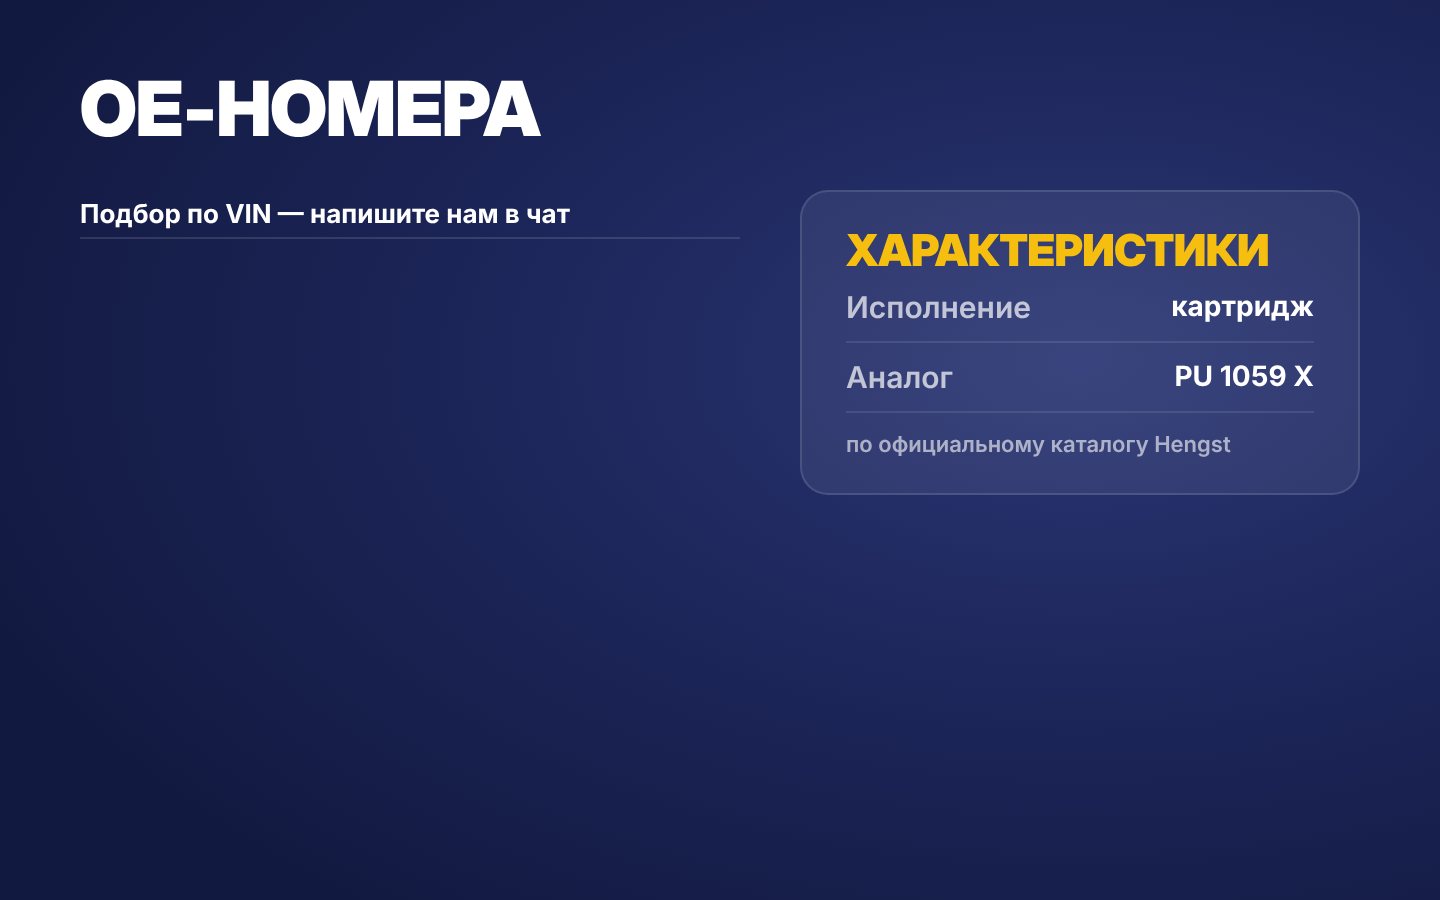 ОЕ-НОМЕРА
Подбор по VIN — напишите нам в чат
ХАРАКТЕРИСТИКИ
Исполнение картридж
Аналог PU 1059 X
по официальному каталогу Hengst